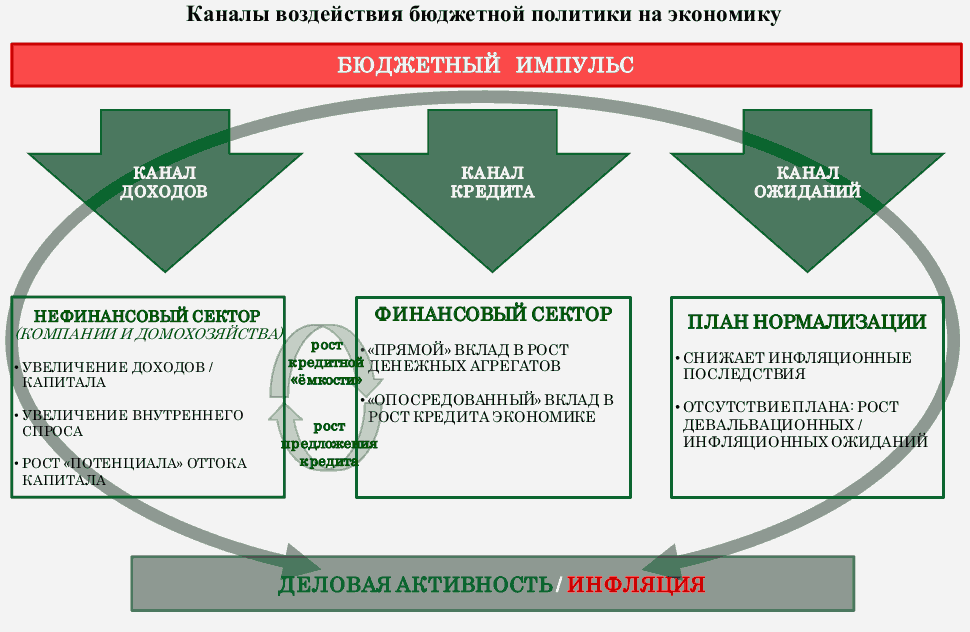 Каналы воздействия бюджетной политики на экономику
БЮДЖЕТНЫЙ ИМПУЛЬС
КАНАЛ
ДОХОДОВ
КАНАЛ
КРЕДИТА
КАНАЛ
ОЖИДАНИЙ
НЕФИНАНСОВЫЙ СЕКТОР
(КОМПАНИИ И ДОМОХОЗЯЙСТВА)
• УВЕЛИЧЕНИЕ ДОХОДОВ /
КАПИТАЛА
• УВЕЛИЧЕНИЕ ВНУТРЕННЕГО
СПРОСА
• РОСТ «ПОТЕНЦИАЛА» ОТТОКА
КАПИТАЛА
рост
кредитной
«ёмкости»
рост
предложения
кредита
ФИНАНСОВЫЙ СЕКТОР
• «ПРЯМОЙ» ВКЛАД В РОСТ
ДЕНЕЖНЫХ АГРЕГАТОВ
• «ОПОСРЕДОВАННЫЙ» ВКЛАД В
РОСТ КРЕДИТА ЭКОНОМИКЕ
ПЛАН НОРМАЛИЗАЦИИ
• СНИЖАЕТ ИНФЛЯЦИОННЫЕ
ПОСЛЕДСТВИЯ
• ОТСУТСТВИЕ ПЛАНА: РОСТ
ДЕВАЛЬВАЦИОННЫХ /
ИНФЛЯЦИОННЫХ ОЖИДАНИЙ
ДЕЛОВАЯ АКТИВНОСТЬ / ИНФЛЯЦИЯ